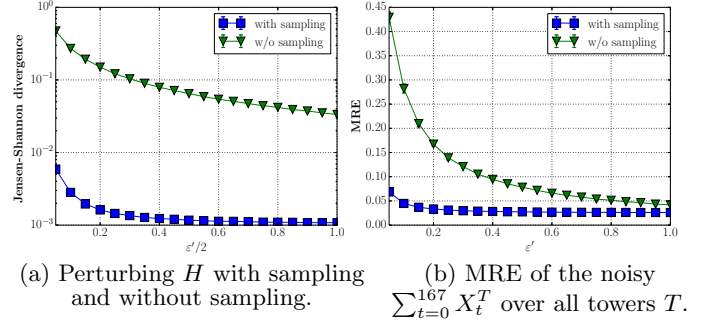 10⁰
10⁻¹
10⁻²
10⁻³
Jensen-Shannon divergence
with sampling
w/o sampling
0.2 0.4 0.6 0.8 1.0
ε′/2
(a) Perturbing H with sampling
and without sampling.
0.45
0.40
0.35
0.30
0.25
0.20
0.15
0.10
0.05
0.00
MRE
with sampling
w/o sampling
0.2 0.4 0.6 0.8 1.0
ε′
(b) MRE of the noisy
∑_{t=0}^{167} X_t^T over all towers T.